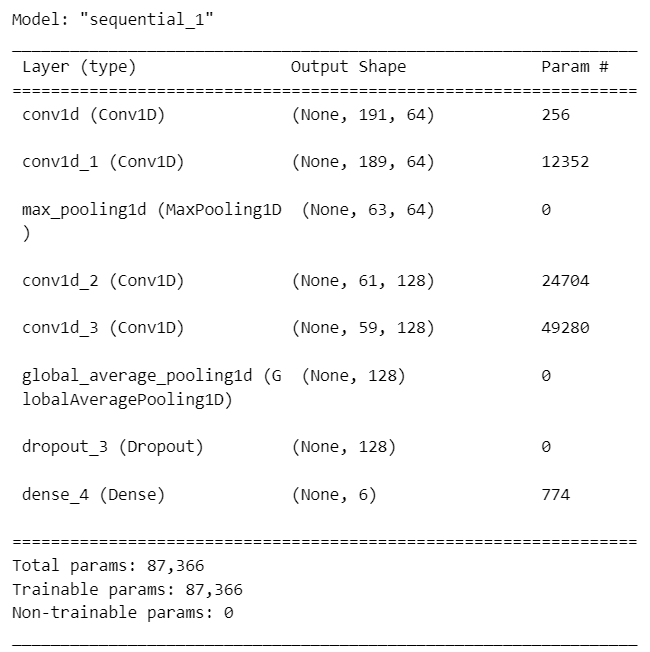 Model: "sequential_1"
Layer (type) Output Shape Param #
=================================================================
conv1d (Conv1D) (None, 191, 64) 256
conv1d_1 (Conv1D) (None, 189, 64) 12352
max_pooling1d (MaxPooling1D (None, 63, 64) 0
)
conv1d_2 (Conv1D) (None, 61, 128) 24704
conv1d_3 (Conv1D) (None, 59, 128) 49280
global_average_pooling1d (G (None, 128) 0
lobalAveragePooling1D)
dropout_3 (Dropout) (None, 128) 0
dense_4 (Dense) (None, 6) 774
=================================================================
Total params: 87,366
Trainable params: 87,366
Non-trainable params: 0